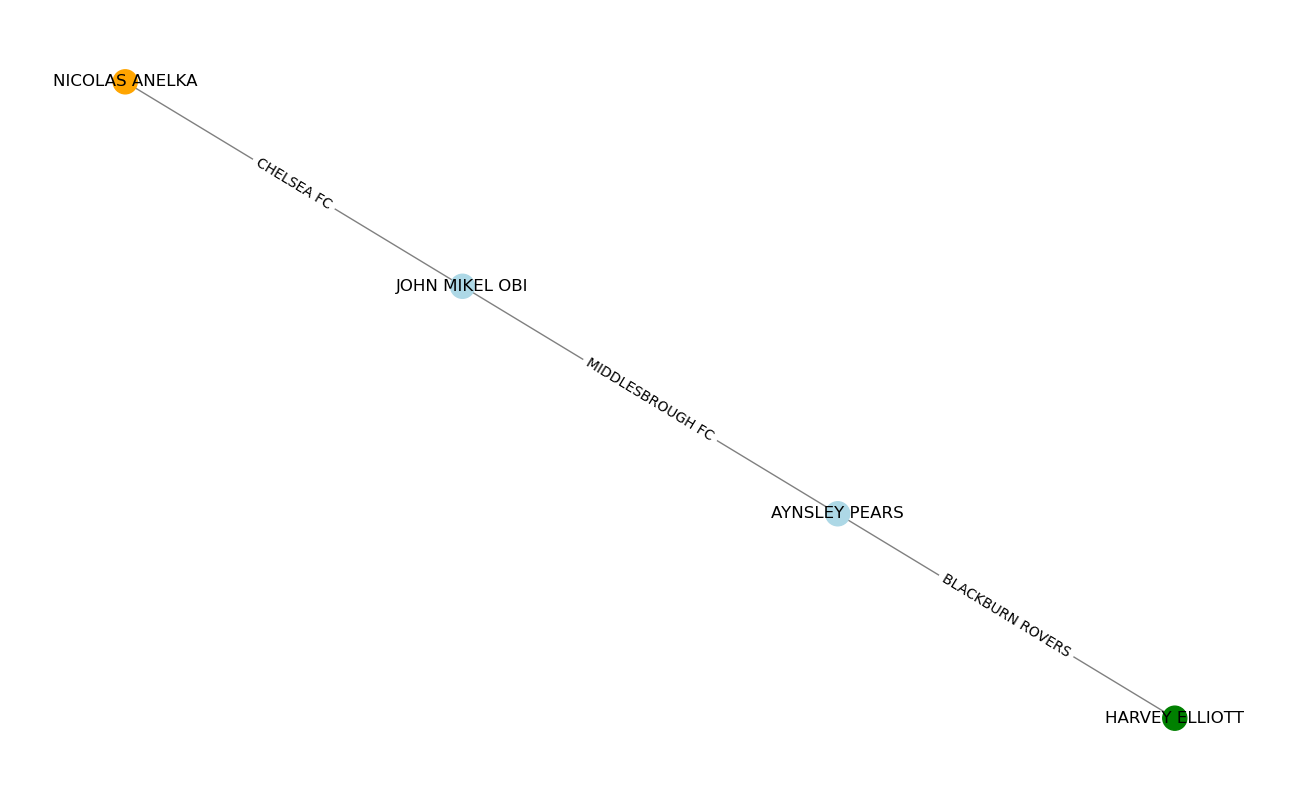 NICOLAS ANELKA
CHELSEA FC
JOHN MIKEL OBI
MIDDLESBROUGH FC
AYNSLEY PEARS
BLACKBURN ROVERS
HARVEY ELLIOTT